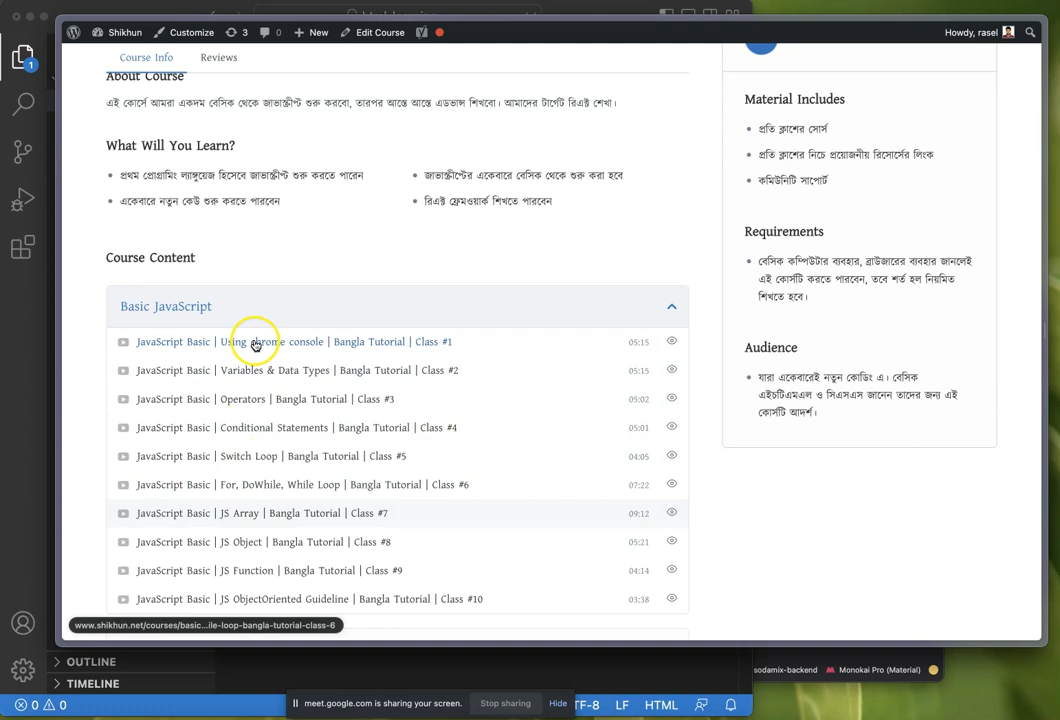 Shikhun Customize 3 0 + New Edit Course Howdy, rasel
Course Info Reviews
About Course
এই কোর্সে আমরা একদম বেসিক থেকে জাভাস্ক্রীপ্ট শুরু করবো, তারপর আস্তে আস্তে এডভান্স শিখবো। আমাদের টার্গেট রিএক্ট শেখা।
What Will You Learn?
প্রথম প্রোগ্রামিং ল্যাঙ্গুয়েজ হিসেবে জাভাস্ক্রীপ্ট শুরু করতে পারেন
একেবারে নতুন কেউ শুরু করতে পারবেন
জাভাস্ক্রীপ্টের একেবারে বেসিক থেকে শুরু করা হবে
রিএক্ট ফ্রেমওয়ার্ক শিখতে পারবেন
Course Content
Basic JavaScript
JavaScript Basic | Using chrome console | Bangla Tutorial | Class #1 05:15
JavaScript Basic | Variables & Data Types | Bangla Tutorial | Class #2 05:15
JavaScript Basic | Operators | Bangla Tutorial | Class #3 05:02
JavaScript Basic | Conditional Statements | Bangla Tutorial | Class #4 05:01
JavaScript Basic | Switch Loop | Bangla Tutorial | Class #5 04:05
JavaScript Basic | For, DoWhile, While Loop | Bangla Tutorial | Class #6 07:22
JavaScript Basic | JS Array | Bangla Tutorial | Class #7 09:12
JavaScript Basic | JS Object | Bangla Tutorial | Class #8 05:21
JavaScript Basic | JS Function | Bangla Tutorial | Class #9 04:14
JavaScript Basic | JS ObjectOriented Guideline | Bangla Tutorial | Class #10 03:38
Material Includes
প্রতি ক্লাশের সোর্স
প্রতি ক্লাশের নিচে প্রয়োজনীয় রিসোর্সের লিংক
কমিউনিটি সাপোর্ট
Requirements
বেসিক কম্পিউটার ব্যবহার, ব্রাউজারের ব্যবহার জানলেই
এই কোর্সটি করতে পারবেন, তবে শর্ত হল নিয়মিত
শিখতে হবে।
Audience
যারা একেবারেই নতুন কোডিং এ। বেসিক
এইচটিএমএল ও সিএসএস জানেন তাদের জন্য এই
কোর্সটি আদর্শ।
www.shikhun.net/courses/basic...ile-loop-bangla-tutorial-class-6
1
OUTLINE
TIMELINE
sodamix-backend Monokai Pro (Material)
0 0
meet.google.com is sharing your screen. Stop sharing Hide
TF-8 LF HTML